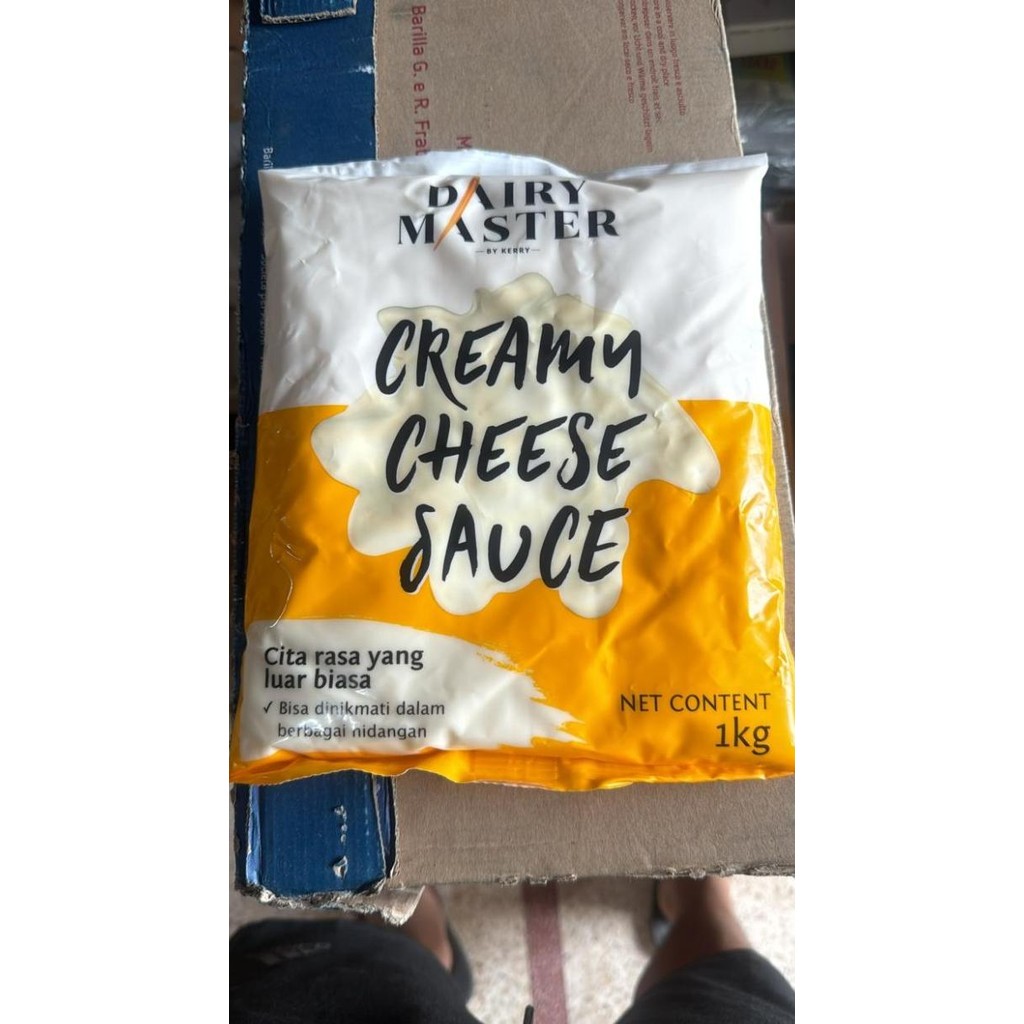 Barilla G. e R. Frat
DAIRY
MASTER
BY KERRY
CREAMY
CHEESE
SAUCE
Cita rasa yang
luar biasa
✓ Bisa dinikmati dalam
berbagai hidangan
NET CONTENT
1kg